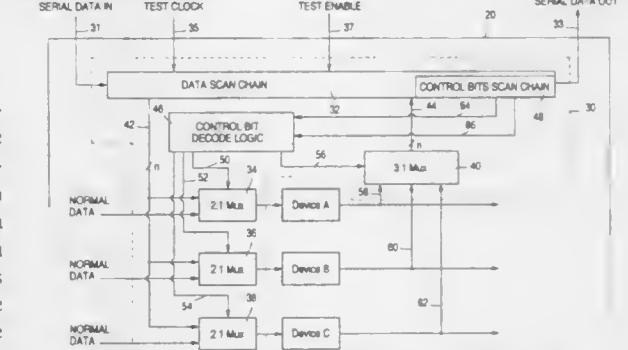 SERIAL DATA IN
TEST CLOCK
TEST ENABLE
SERIAL DATA OUT
31
35
37
20
33
DATA SCAN CHAIN
CONTROL BITS SCAN CHAIN
46
42
32
44
64
48
30
CONTROL BIT
DECODE LOGIC
66
n
50
56
n
3:1 Mux
40
52
34
58
NORMAL
DATA
2:1 Mux
Device A
36
60
NORMAL
DATA
2:1 Mux
Device B
54
38
62
NORMAL
DATA
2:1 Mux
Device C